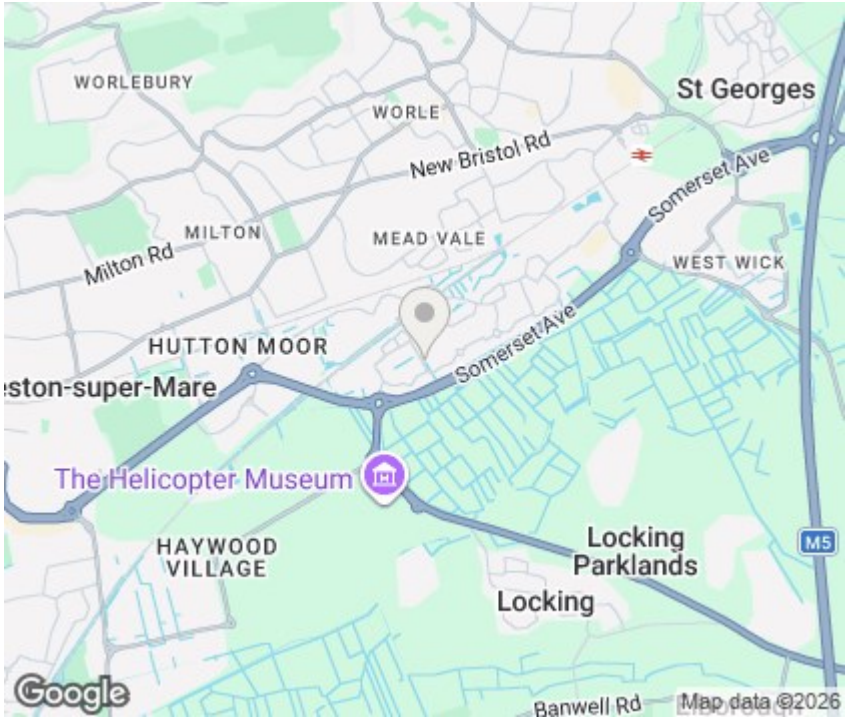 WORLEBURY
St Georges
WORLE
New Bristol Rd
Somerset Ave
MILTON
MEAD VALE
Milton Rd
WEST WICK
HUTTON MOOR
Somerset Ave
eston-super-Mare
The Helicopter Museum
HAYWOOD
VILLAGE
Locking
Parklands
M5
Locking
Google
Banwell Rd
Elborough
Map data ©2026